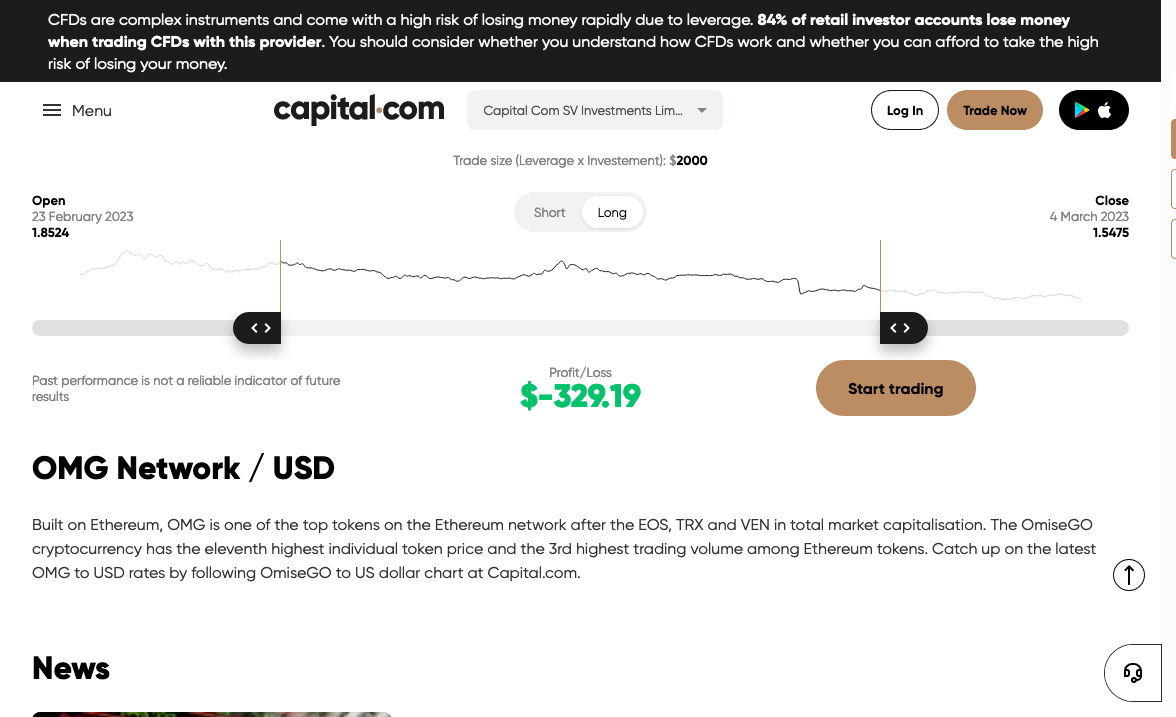 CFDs are complex instruments and come with a high risk of losing money rapidly due to leverage. 84% of retail investor accounts lose money
when trading CFDs with this provider. You should consider whether you understand how CFDs work and whether you can afford to take the high
risk of losing your money.
Menu
capital.com
Capital Com SV Investments Lim...
Log In
Trade Now
Trade size (Leverage x Investement): $2000
Open
23 February 2023
1.8524
Short
Long
Close
4 March 2023
1.5475
Past performance is not a reliable indicator of future
results
Profit/Loss
$-329.19
Start trading
OMG Network / USD
Built on Ethereum, OMG is one of the top tokens on the Ethereum network after the EOS, TRX and VEN in total market capitalisation. The OmiseGO
cryptocurrency has the eleventh highest individual token price and the 3rd highest trading volume among Ethereum tokens. Catch up on the latest
OMG to USD rates by following OmiseGO to US dollar chart at Capital.com.
News